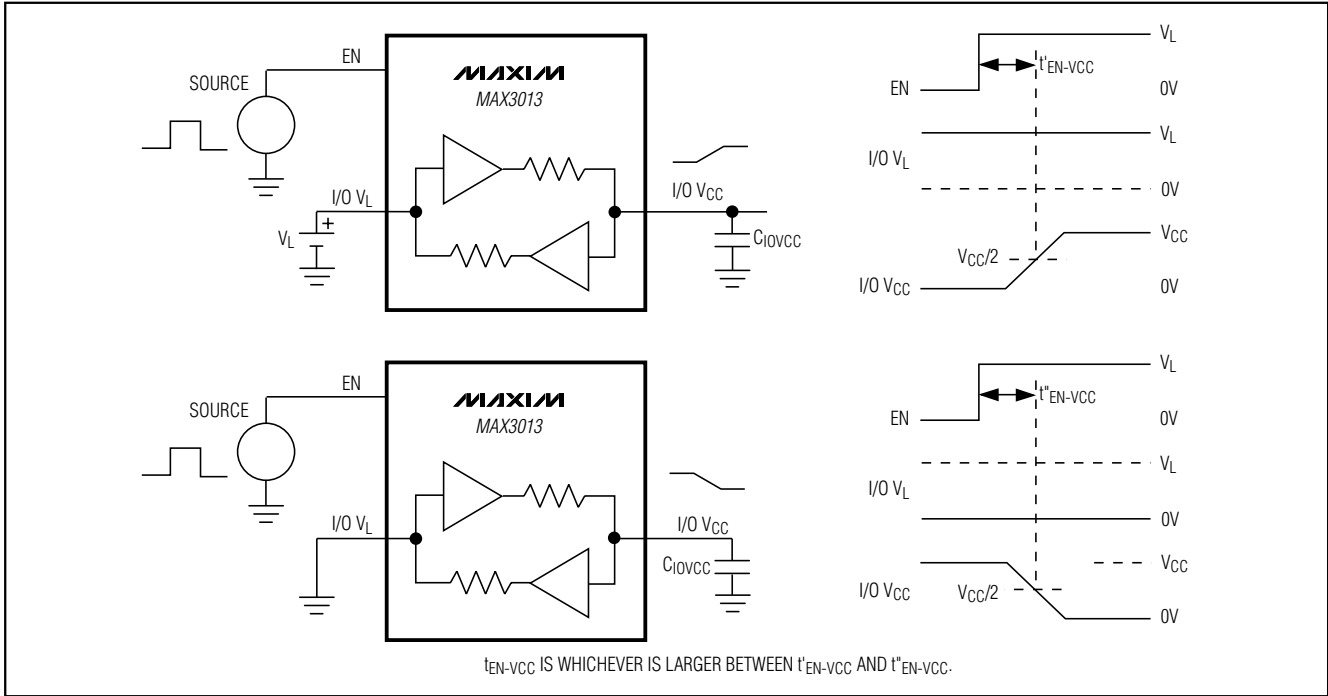 EN
SOURCE
MAXIM
MAX3013
I/O VL
VL
+
I/O VCC
CIOVCC
VL
t'EN-VCC
EN
0V
VL
I/O VL
0V
VCC
VCC/2
I/O VCC
0V
EN
SOURCE
MAXIM
MAX3013
I/O VL
I/O VCC
CIOVCC
VL
t"EN-VCC
EN
0V
VL
I/O VL
0V
VCC
I/O VCC
VCC/2
0V
tEN-VCC IS WHICHEVER IS LARGER BETWEEN t'EN-VCC AND t"EN-VCC.